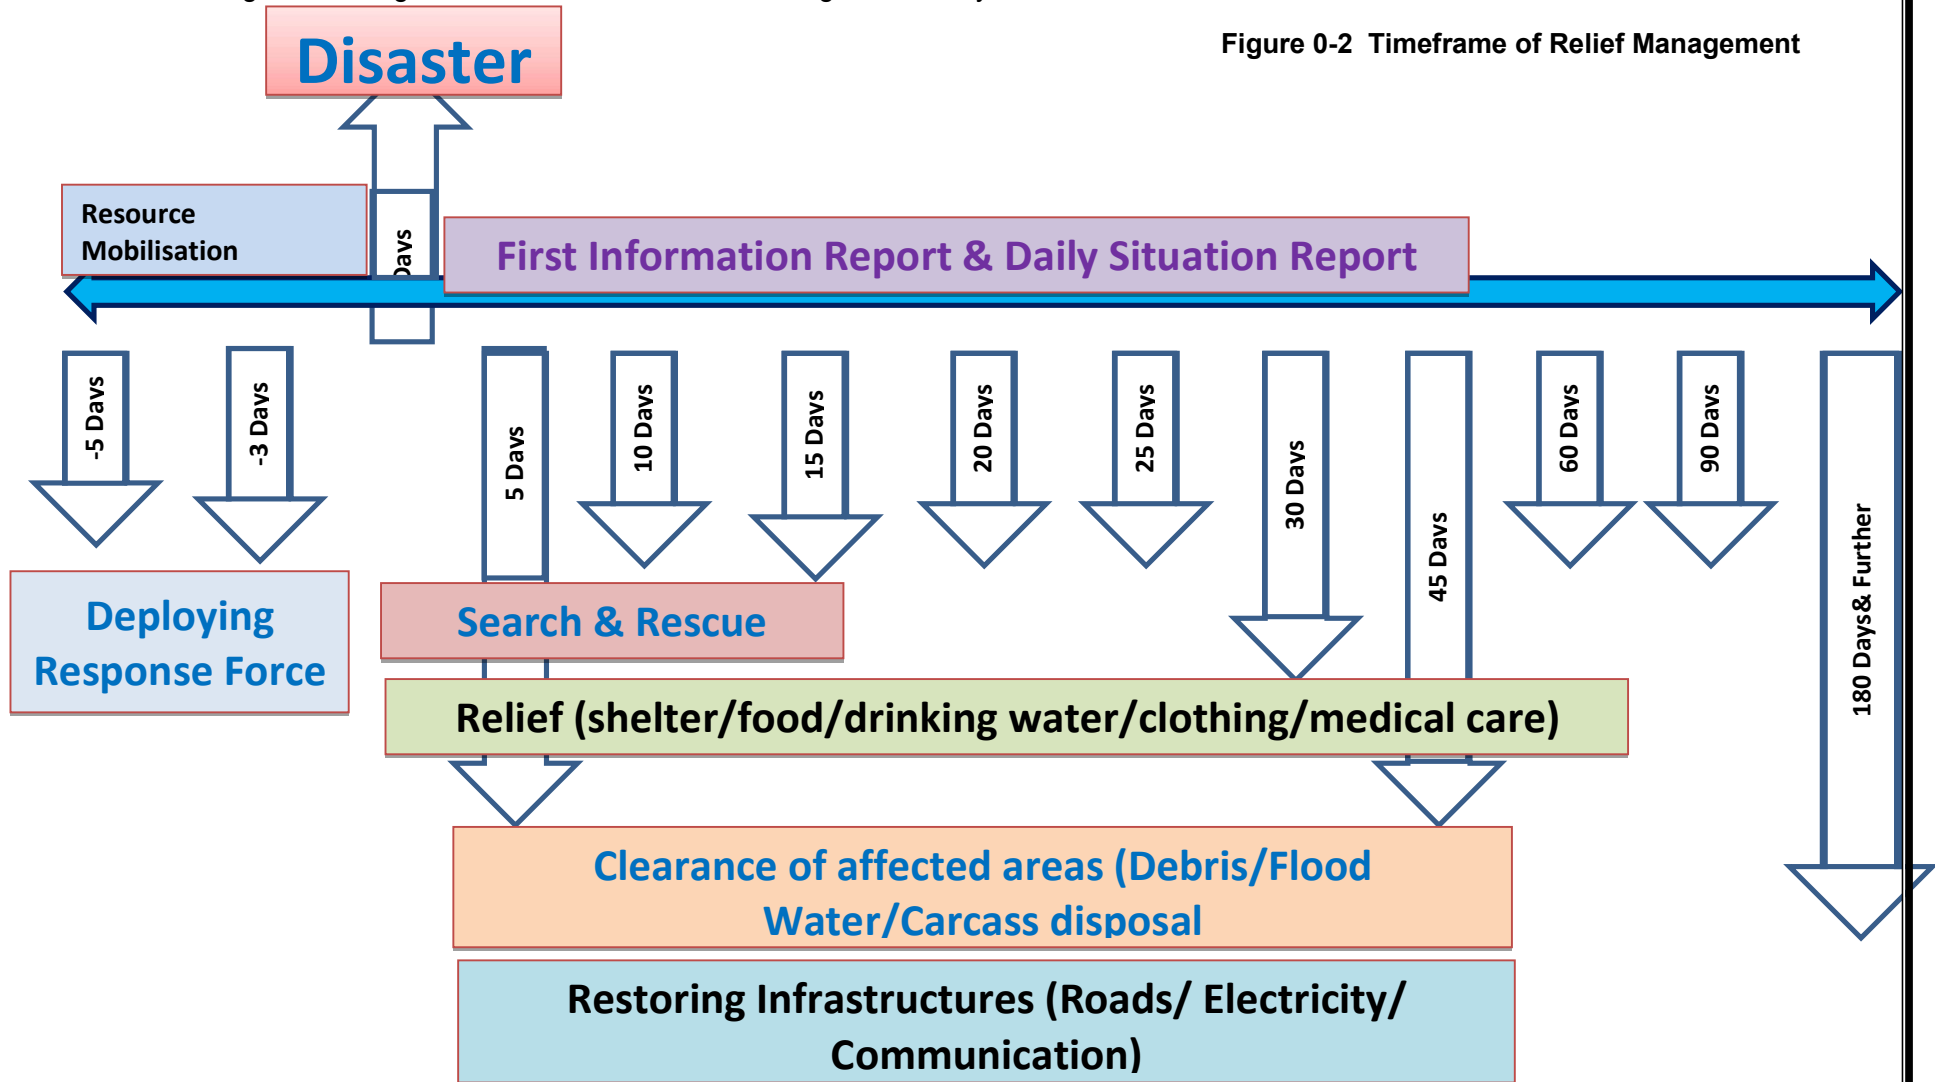 Figure 0-2 Timeframe of Relief Management
Disaster
Resource
Mobilisation
Days
First Information Report & Daily Situation Report
-5 Days
-3 Days
5 Days
10 Days
15 Days
20 Days
25 Days
30 Days
45 Days
60 Days
90 Days
180 Days& Further
Deploying
Response Force
Search & Rescue
Relief (shelter/food/drinking water/clothing/medical care)
Clearance of affected areas (Debris/Flood
Water/Carcass disposal
Restoring Infrastructures (Roads/ Electricity/
Communication)